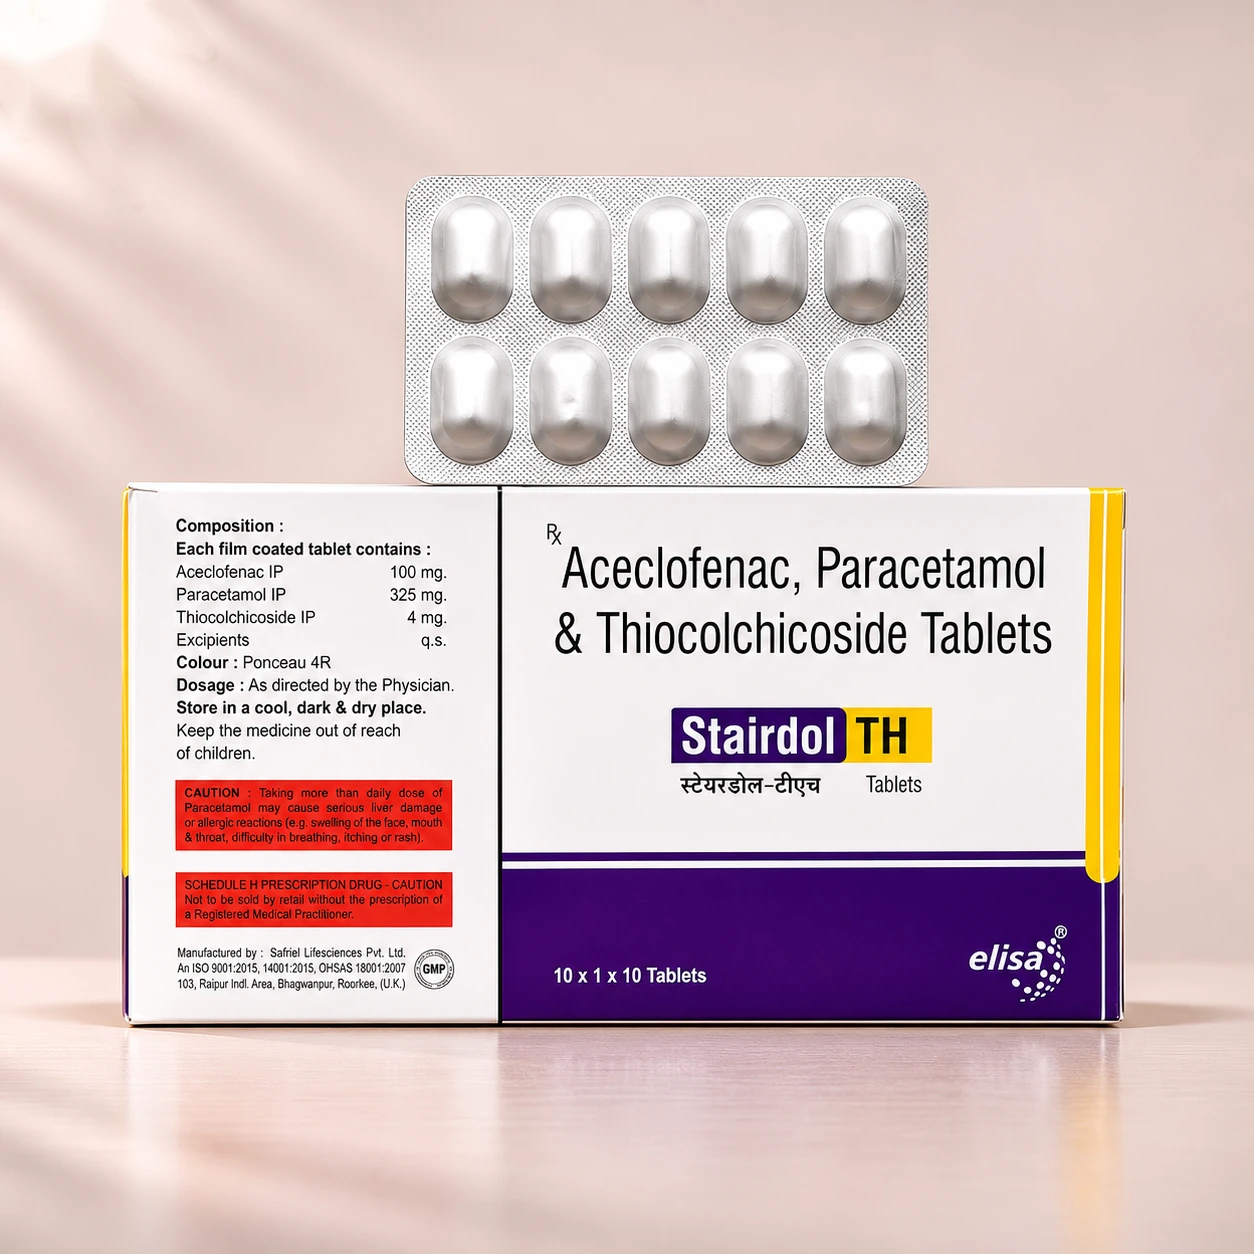 Composition :
Each film coated tablet contains :
Aceclofenac IP 100 mg.
Paracetamol IP 325 mg.
Thiocolchicoside IP 4 mg.
Excipients q.s.
Colour : Ponceau 4R
Dosage : As directed by the Physician.
Store in a cool, dark & dry place.
Keep the medicine out of reach
of children.
CAUTION : Taking more than daily dose of
Paracetamol may cause serious liver damage
or allergic reactions (e.g. swelling of the face, mouth
& throat, difficulty in breathing, itching or rash).
SCHEDULE H PRESCRIPTION DRUG - CAUTION
Not to be sold by retail without the prescription of
a Registered Medical Practitioner.
Manufactured by : Safriel Lifesciences Pvt. Ltd.
An ISO 9001:2015, 14001:2015, OHSAS 18001:2007
103, Raipur Indl. Area, Bhagwanpur, Roorkee, (U.K.)
GMP
Rx
Aceclofenac, Paracetamol
& Thiocolchicoside Tablets
Stairdol TH
स्टेयरडोल-टीएच Tablets
10 x 1 x 10 Tablets
elisa®